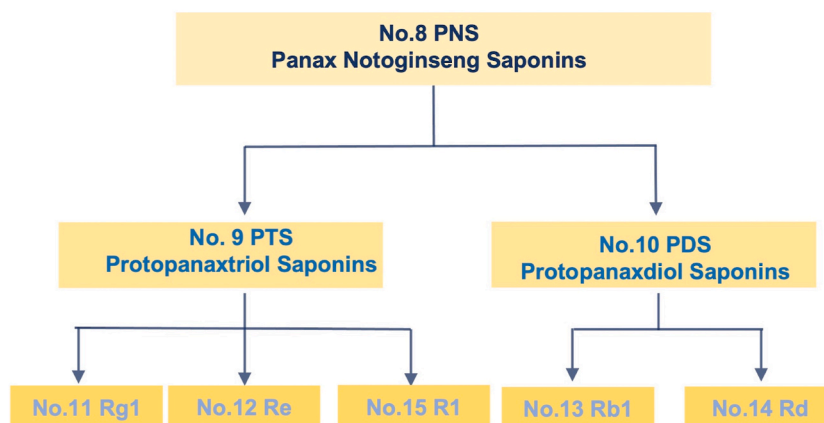 No.8 PNS
Panax Notoginseng Saponins
No. 9 PTS
Protopanaxtriol Saponins
No.10 PDS
Protopanaxdiol Saponins
No.11 Rg1
No.12 Re
No.15 R1
No.13 Rb1
No.14 Rd